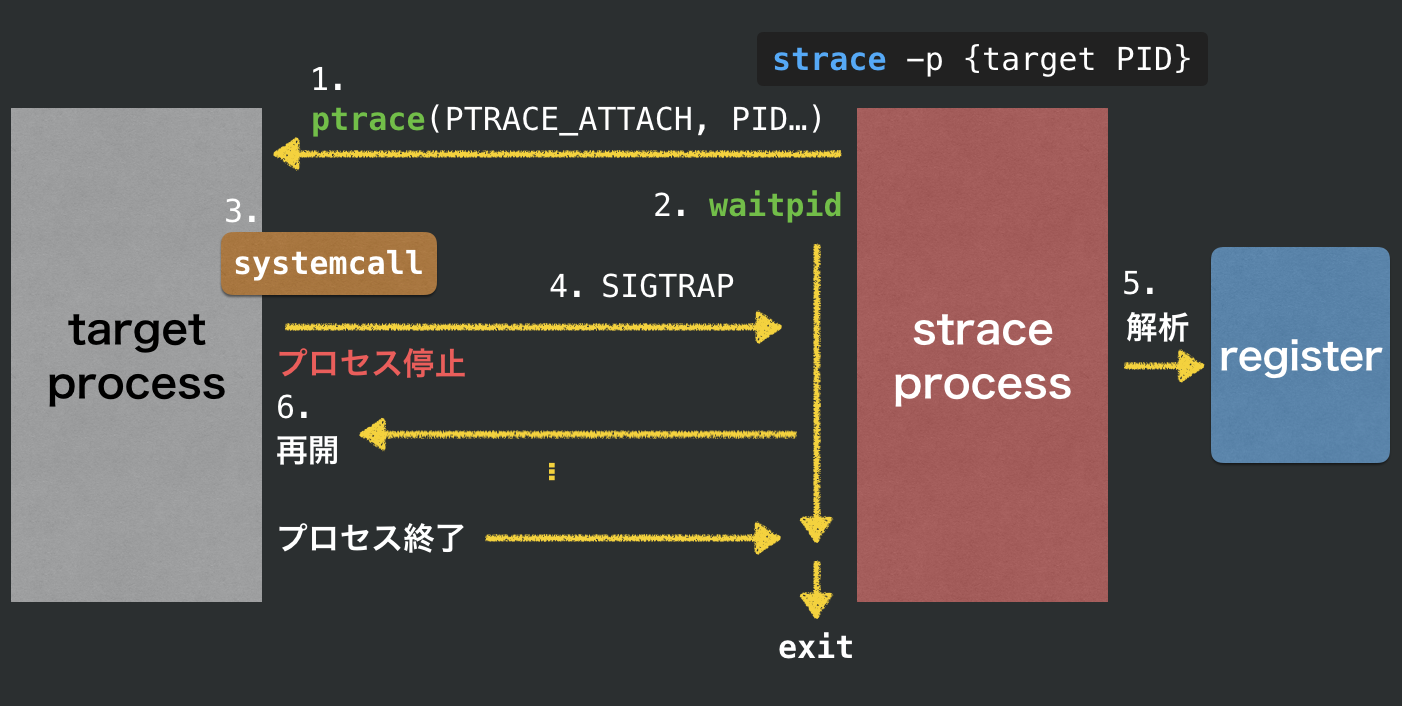 strace -p {target PID}
1.
ptrace(PTRACE_ATTACH, PID…)
2. waitpid
3.
systemcall
4. SIGTRAP
target
process
プロセス停止
strace
process
5.
解析
register
6.
再開
プロセス終了
exit